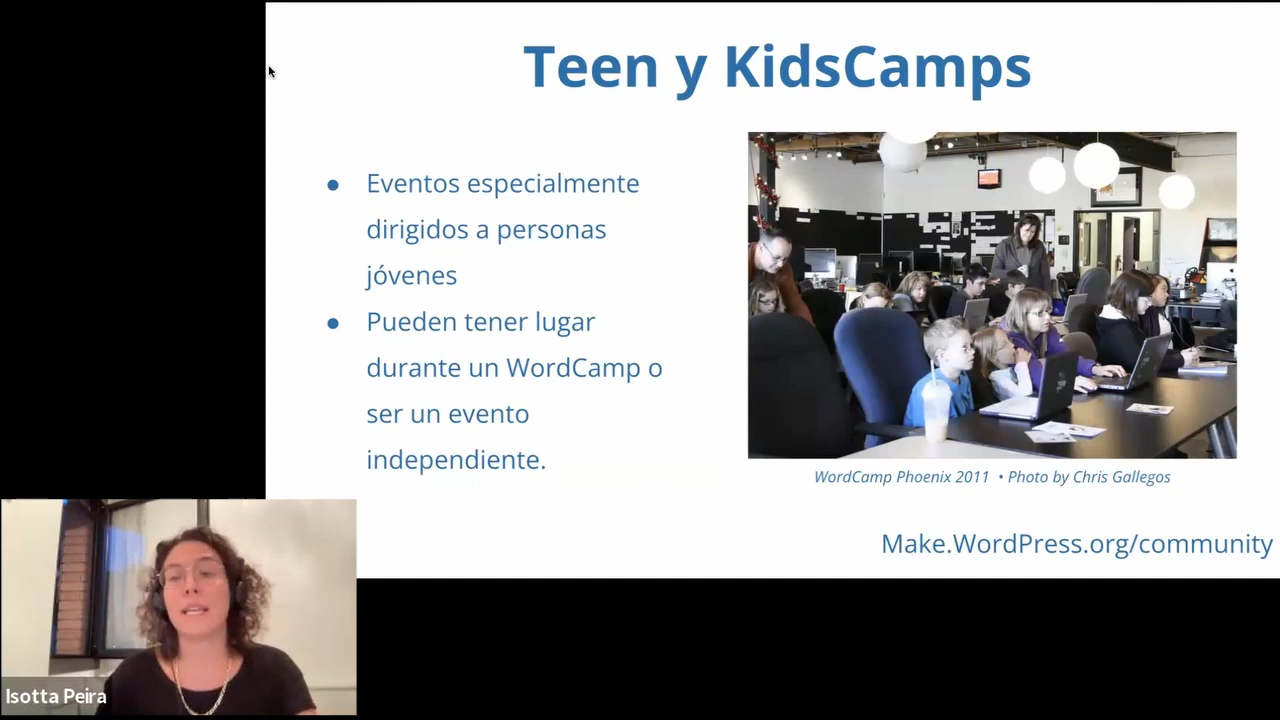 Teen y KidsCamps
● Eventos especialmente
dirigidos a personas
jóvenes
● Pueden tener lugar
durante un WordCamp o
ser un evento
independiente.
WordCamp Phoenix 2011 • Photo by Chris Gallegos
Make.WordPress.org/community
Isotta Peira